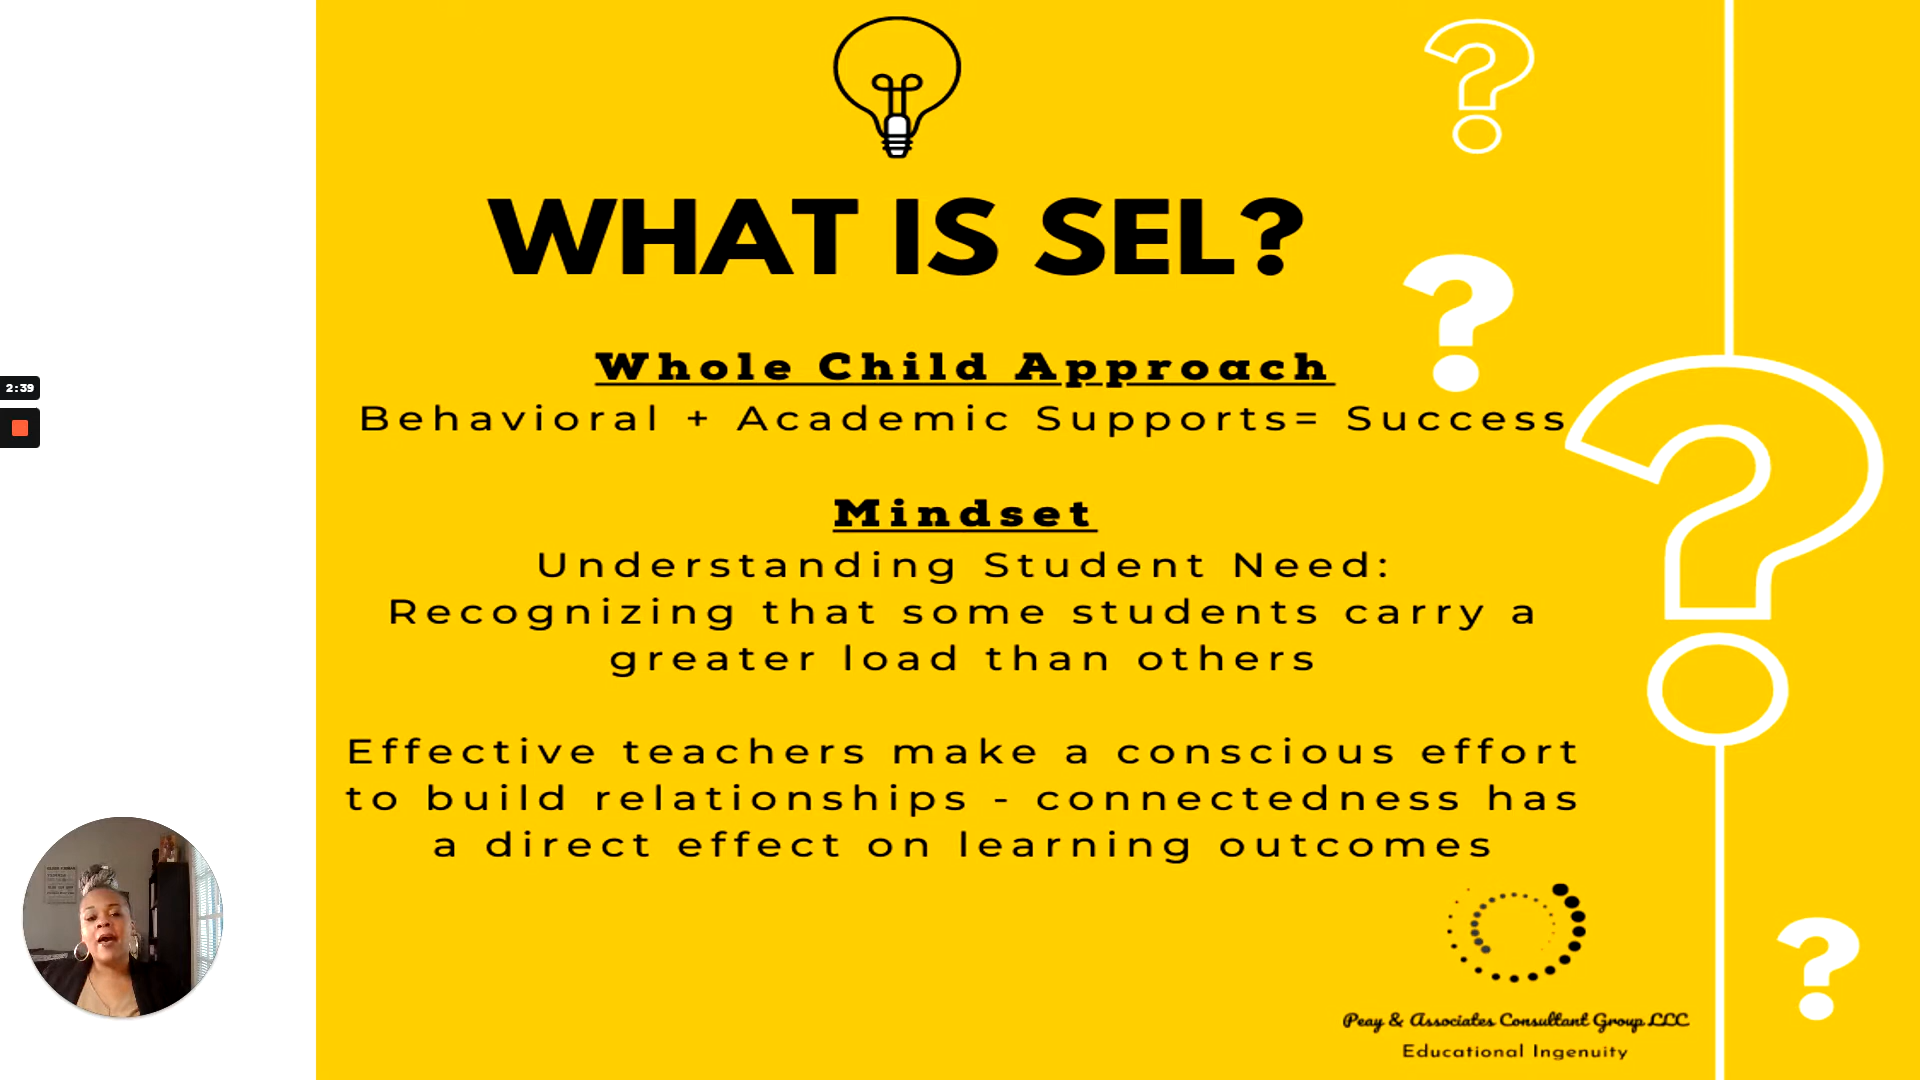 WHAT IS SEL?
Whole Child Approach
Behavioral + Academic Supports= Success
Mindset
Understanding Student Need:
Recognizing that some students carry a
greater load than others
Effective teachers make a conscious effort
to build relationships - connectedness has
a direct effect on learning outcomes
2:39
Peay & Associates Consultant Group LLC
Educational Ingenuity